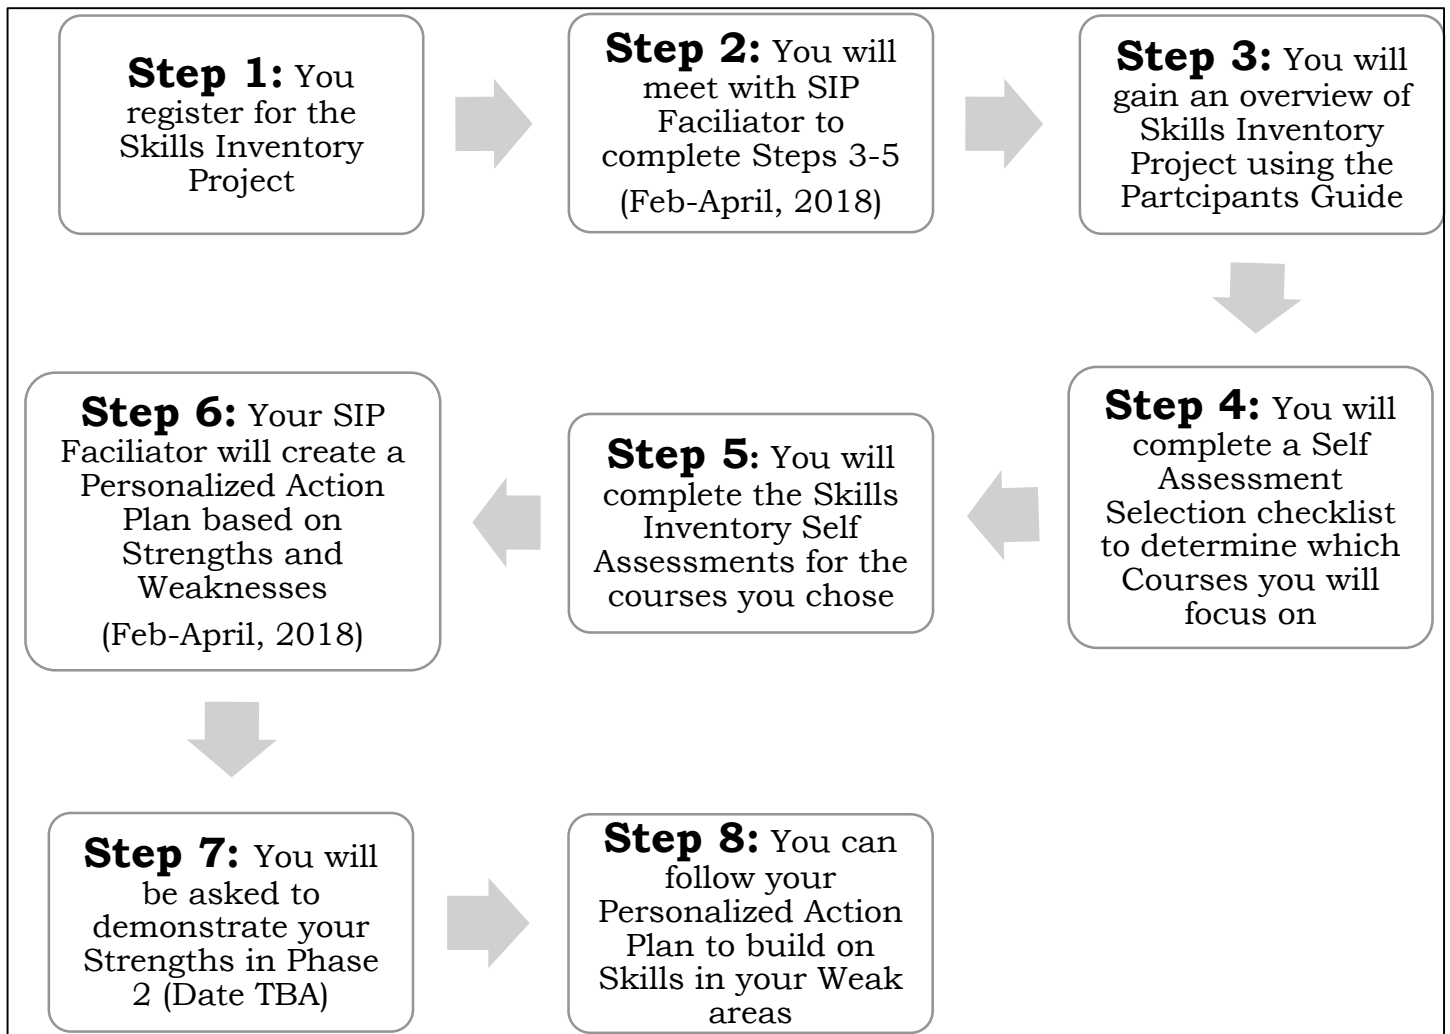 Step 1: You
register for the
Skills Inventory
Project
Step 2: You will
meet with SIP
Faciliator to
complete Steps 3-5
(Feb-April, 2018)
Step 3: You will
gain an overview of
Skills Inventory
Project using the
Partcipants Guide
Step 4: You will
complete a Self
Assessment
Selection checklist
to determine which
Courses you will
focus on
Step 5: You will
complete the Skills
Inventory Self
Assessments for the
courses you chose
Step 6: Your SIP
Faciliator will create a
Personalized Action
Plan based on
Strengths and
Weaknesses
(Feb-April, 2018)
Step 7: You will
be asked to
demonstrate your
Strengths in Phase
2 (Date TBA)
Step 8: You can
follow your
Personalized Action
Plan to build on
Skills in your Weak
areas